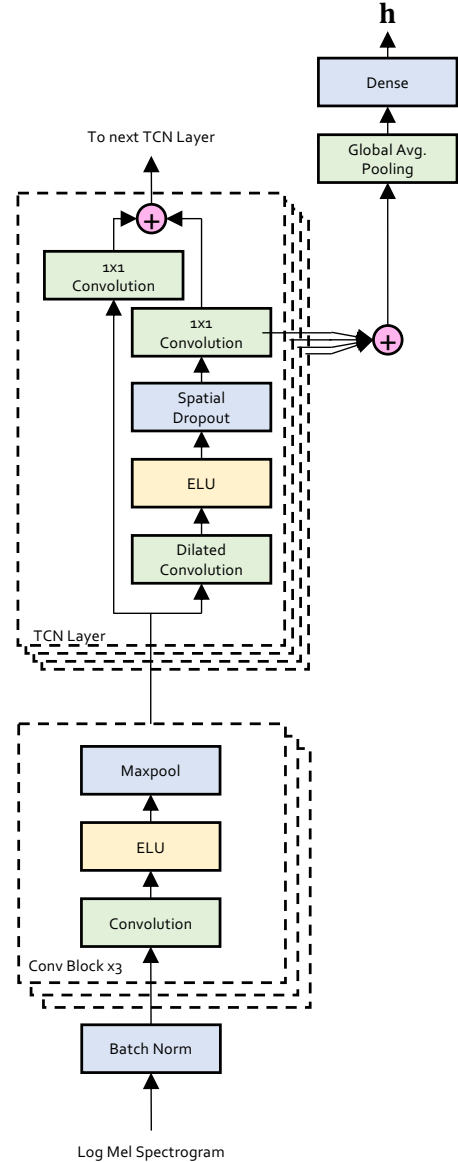 h
Dense
Global Avg.
Pooling
To next TCN Layer
+
1x1
Convolution
1x1
Convolution
+
Spatial
Dropout
ELU
Dilated
Convolution
TCN Layer
Maxpool
ELU
Convolution
Conv Block x3
Batch Norm
Log Mel Spectrogram